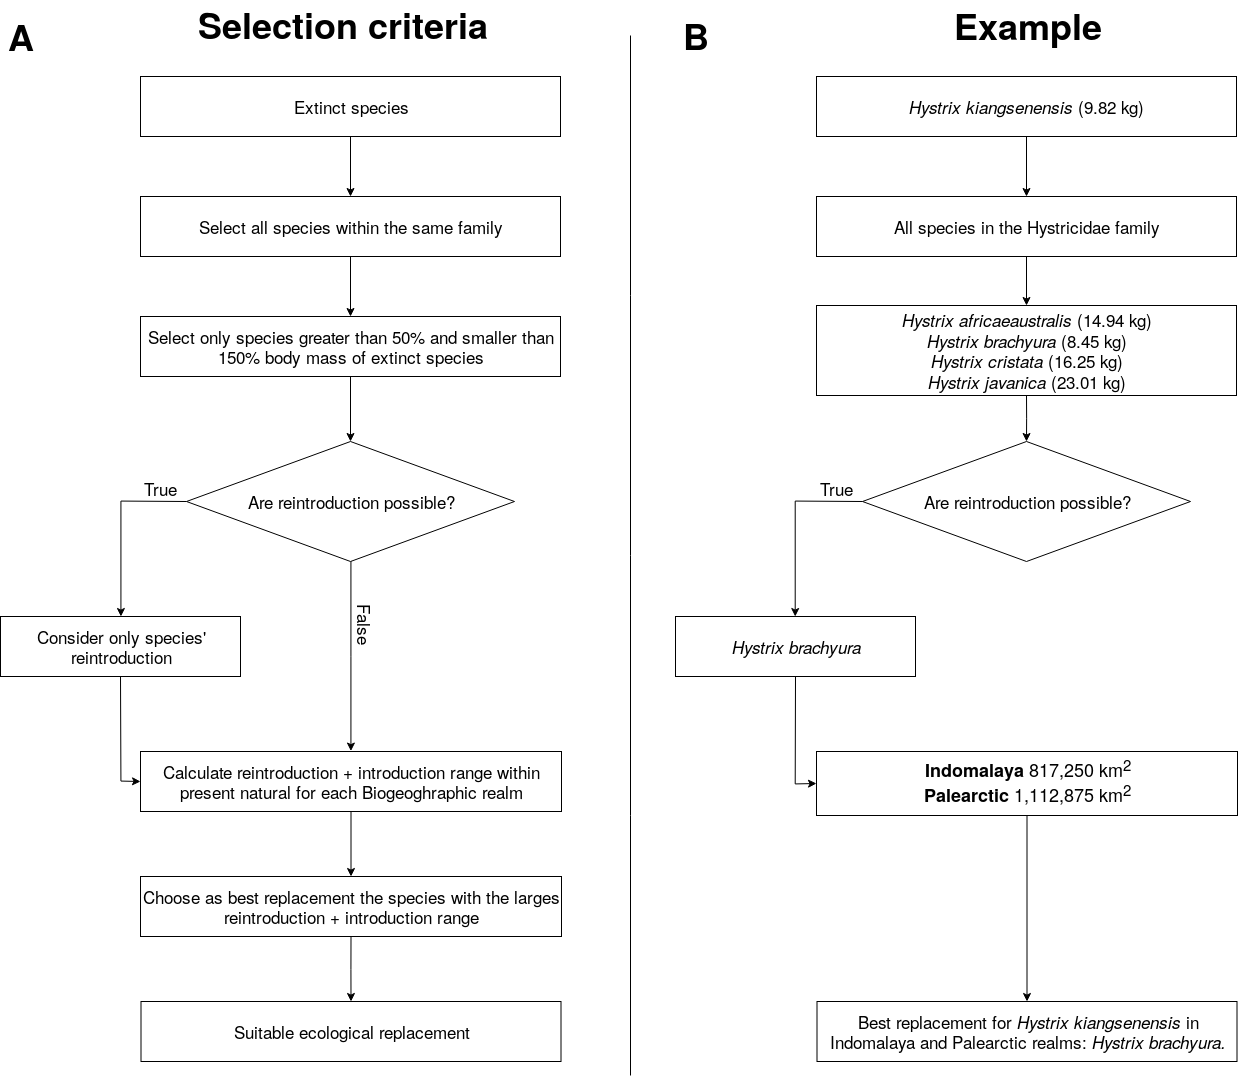 A
Selection criteria
Extinct species
Select all species within the same family
Select only species greater than 50% and smaller than
150% body mass of extinct species
Are reintroduction possible?
True
False
Consider only species'
reintroduction
Calculate reintroduction + introduction range within
present natural for each Biogeoghraphic realm
Choose as best replacement the species with the larges
reintroduction + introduction range
Suitable ecological replacement
B
Example
Hystrix kiangsenensis (9.82 kg)
All species in the Hystricidae family
Hystrix africaeaustralis (14.94 kg)
Hystrix brachyura (8.45 kg)
Hystrix cristata (16.25 kg)
Hystrix javanica (23.01 kg)
Are reintroduction possible?
True
Hystrix brachyura
Indomalaya 817,250 km²
Palearctic 1,112,875 km²
Best replacement for Hystrix kiangsenensis in
Indomalaya and Palearctic realms: Hystrix brachyura.